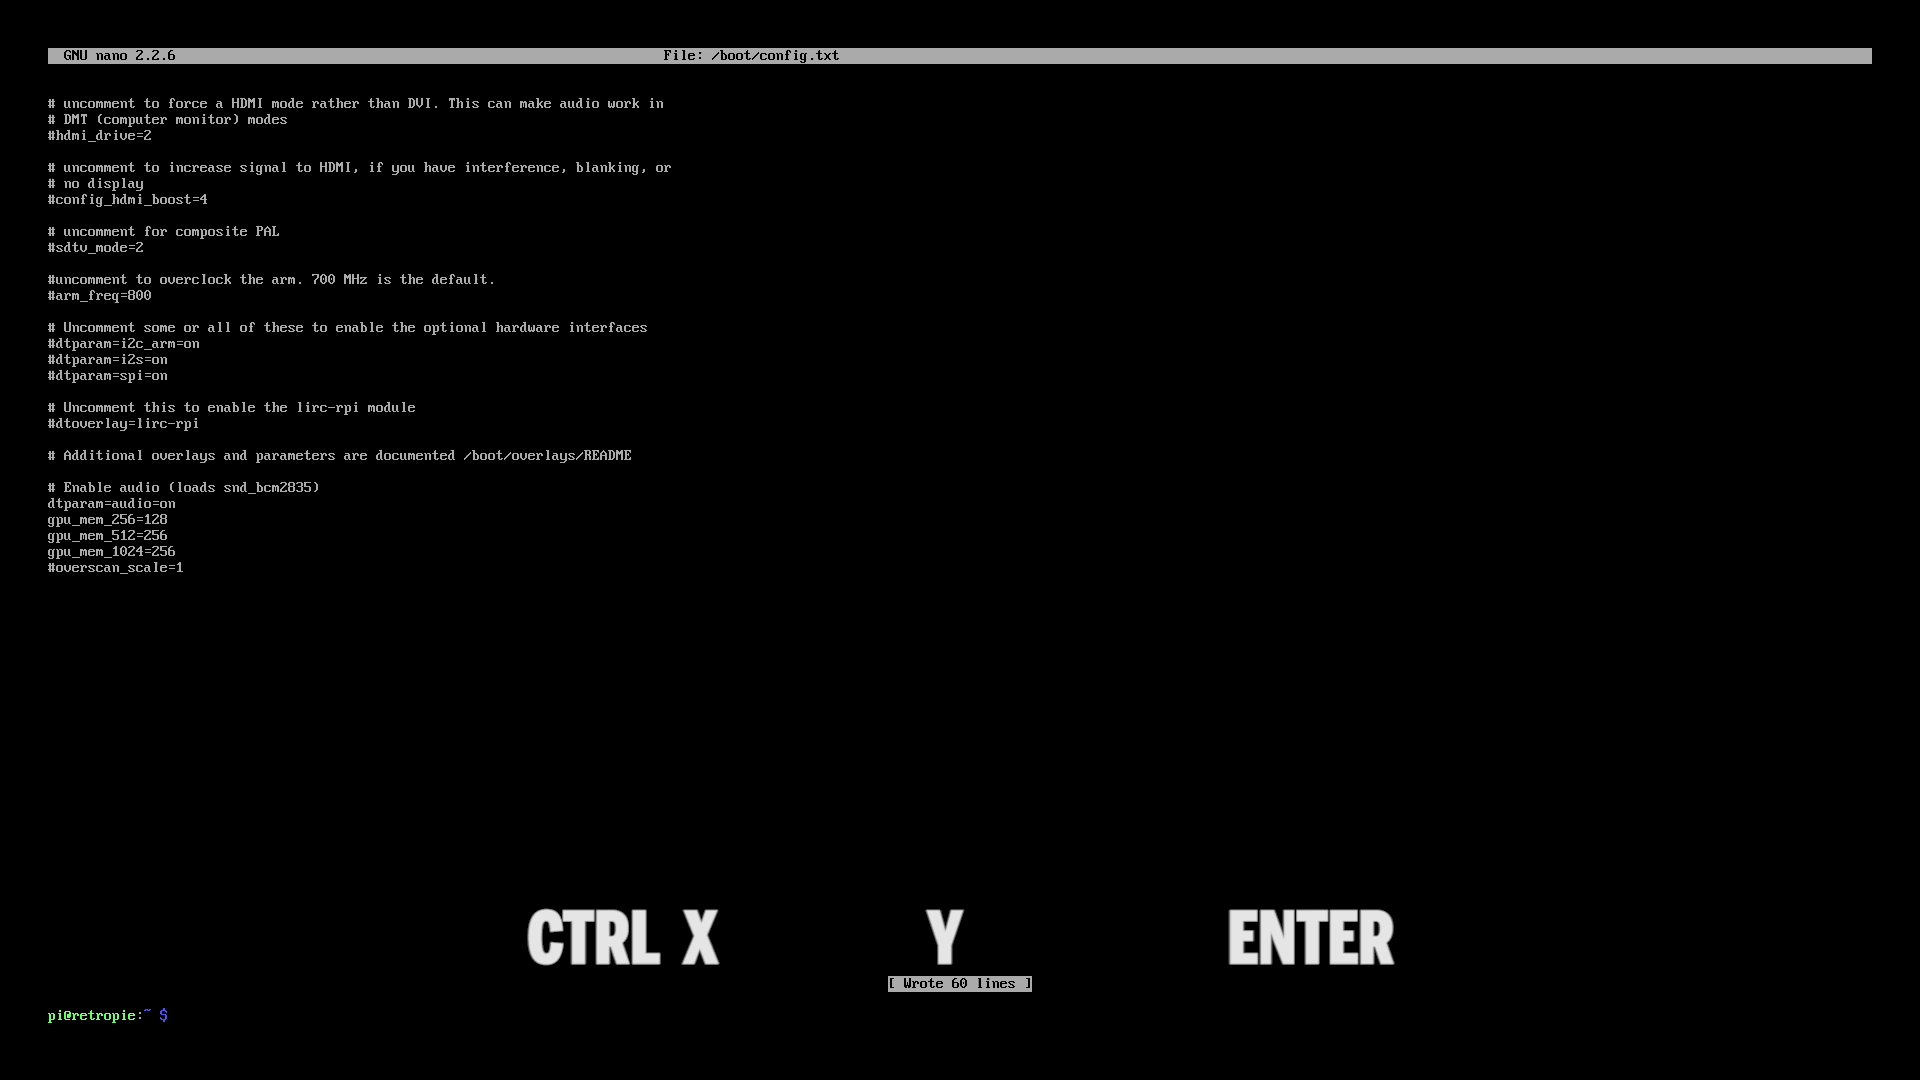 GNU nano 2.2.6 File: /boot/config.txt
# uncomment to force a HDMI mode rather than DVI. This can make audio work in
# DMT (computer monitor) modes
#hdmi_drive=2
# uncomment to increase signal to HDMI, if you have interference, blanking, or
# no display
#config_hdmi_boost=4
# uncomment for composite PAL
#sdtv_mode=2
#uncomment to overclock the arm. 700 MHz is the default.
#arm_freq=800
# Uncomment some or all of these to enable the optional hardware interfaces
#dtparam=i2c_arm=on
#dtparam=i2s=on
#dtparam=spi=on
# Uncomment this to enable the lirc-rpi module
#dtoverlay=lirc-rpi
# Additional overlays and parameters are documented /boot/overlays/README
# Enable audio (loads snd_bcm2835)
dtparam=audio=on
gpu_mem_256=128
gpu_mem_512=256
gpu_mem_1024=256
#overscan_scale=1
CTRL X Y ENTER
[ Wrote 60 lines ]
pi@retropie:~ $